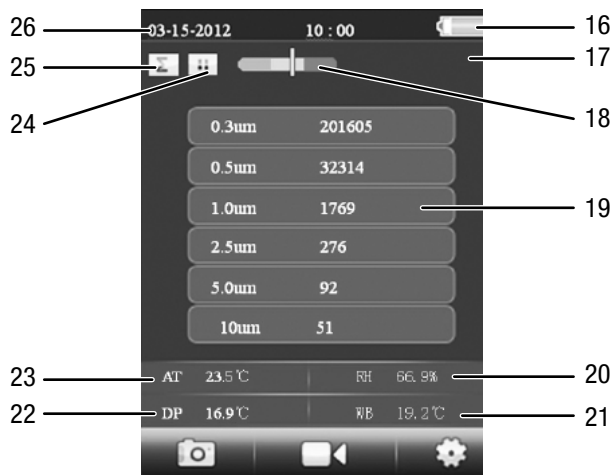 26
03-15-2012 10 : 00
16
25
Σ
17
24
18
0.3um 201605
0.5um 32314
1.0um 1769
19
2.5um 276
5.0um 92
10um 51
23
AT 23.5℃ RH 66.9%
20
22
DP 16.9℃ WB 19.2℃
21